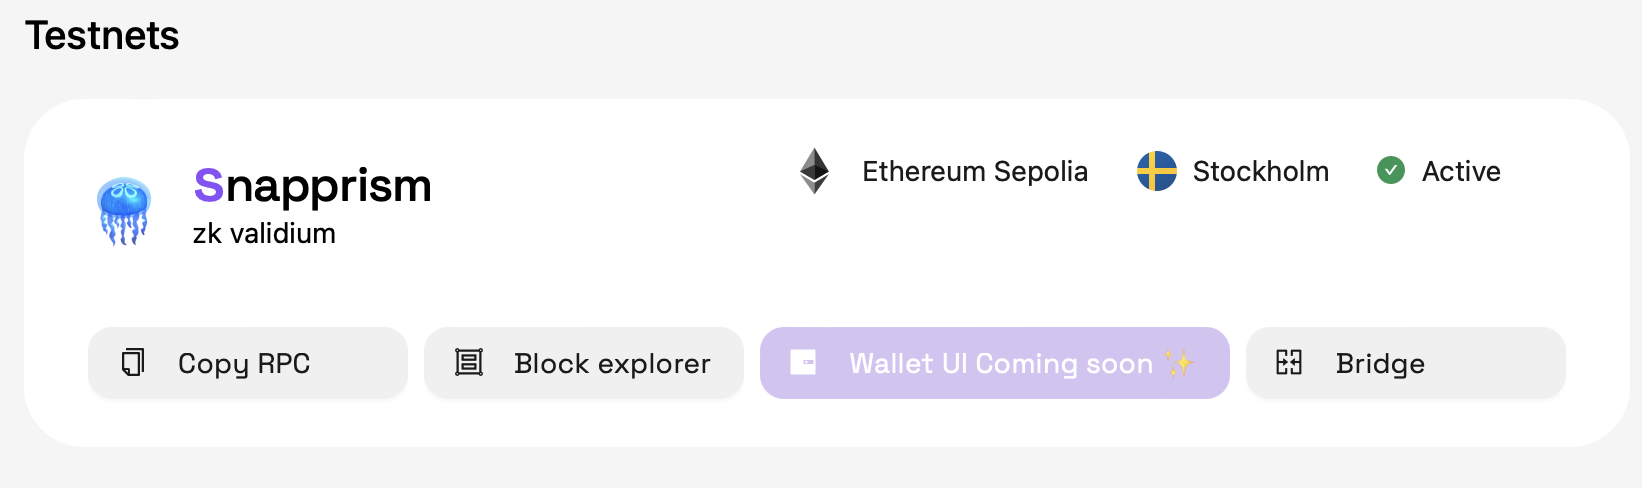 Testnets
Snapprism
zk validium
Ethereum Sepolia
Stockholm
Active
Copy RPC
Block explorer
Wallet UI Coming soon ✨
Bridge